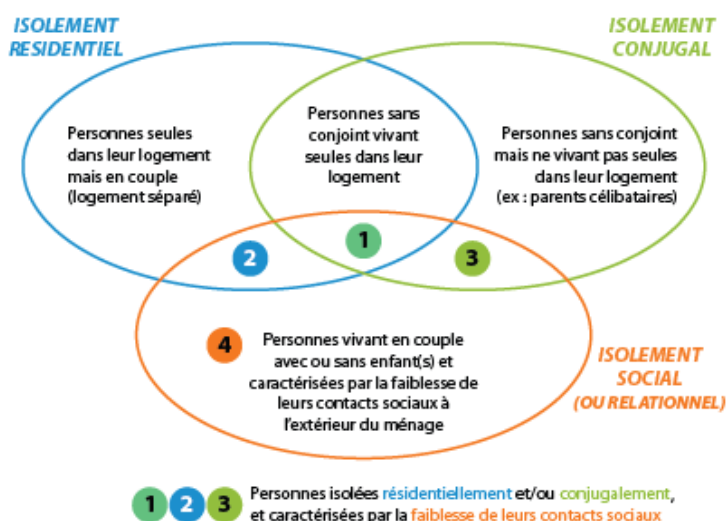 ISOLEMENT
RESIDENTIEL
ISOLEMENT
CONJUGAL
Personnes seules
dans leur logement
mais en couple
(logement séparé)
Personnes sans
conjoint vivant
seules dans leur
logement
Personnes sans conjoint
mais ne vivant pas seules
dans leur logement
(ex : parents célibataires)
2
1
3
4
Personnes vivant en couple
avec ou sans enfant(s) et
caractérisées par la faiblesse de
leurs contacts sociaux à
l'extérieur du ménage
ISOLEMENT
SOCIAL
(OU RELATIONNEL)
1 2 3 Personnes isolées résidentiellement et/ou conjugalement,
et caractérisées par la faiblesse de leurs contacts sociaux